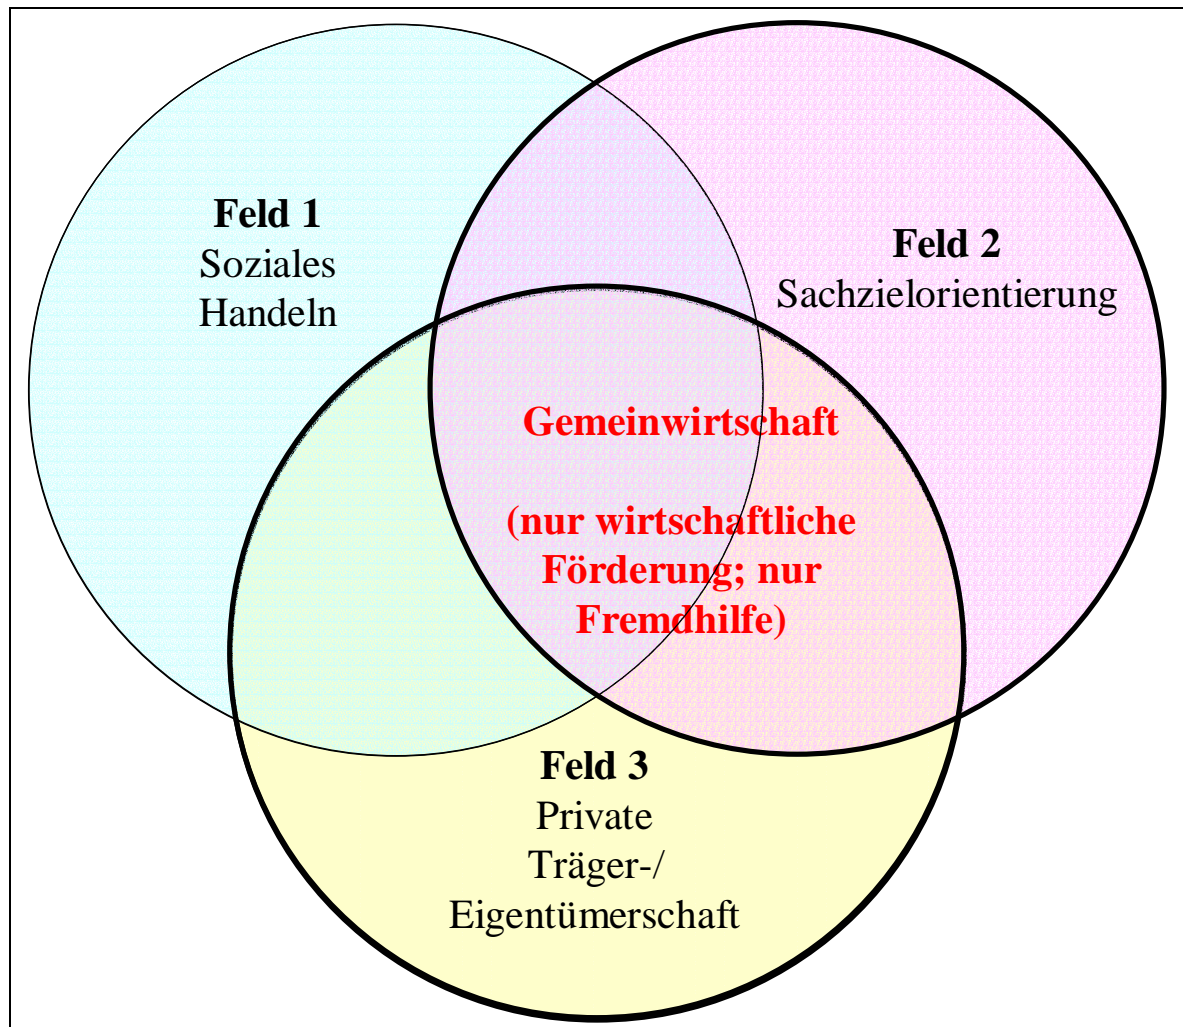 Feld 1
Soziales
Handeln
Feld 2
Sachzielorientierung
Gemeinwirtschaft
(nur wirtschaftliche
Förderung; nur
Fremdhilfe)
Feld 3
Private
Träger-/
Eigentümerschaft